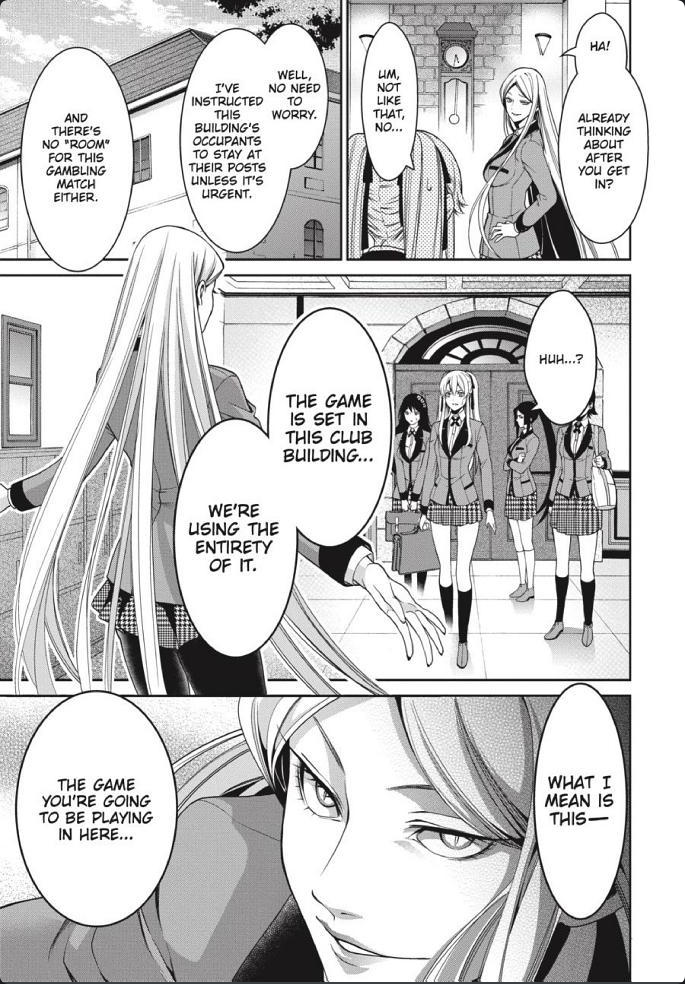 HA!
ALREADY
THINKING
ABOUT
AFTER
YOU GET
IN?
UM,
NOT
LIKE
THAT,
NO...
WELL,
NO NEED
TO
WORRY.
I'VE
INSTRUCTED
THIS
BUILDING'S
OCCUPANTS
TO STAY AT
THEIR POSTS
UNLESS IT'S
URGENT.
AND
THERE'S
NO "ROOM"
FOR THIS
GAMBLING
MATCH
EITHER.
HUH...?
THE GAME
IS SET IN
THIS CLUB
BUILDING...
WE'RE
USING THE
ENTIRETY
OF IT.
WHAT I
MEAN IS
THIS—
THE GAME
YOU'RE GOING
TO BE PLAYING
IN HERE...